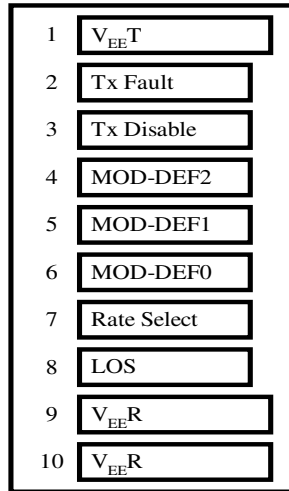 1 VEET
2 Tx Fault
3 Tx Disable
4 MOD-DEF2
5 MOD-DEF1
6 MOD-DEF0
7 Rate Select
8 LOS
9 VEER
10 VEER